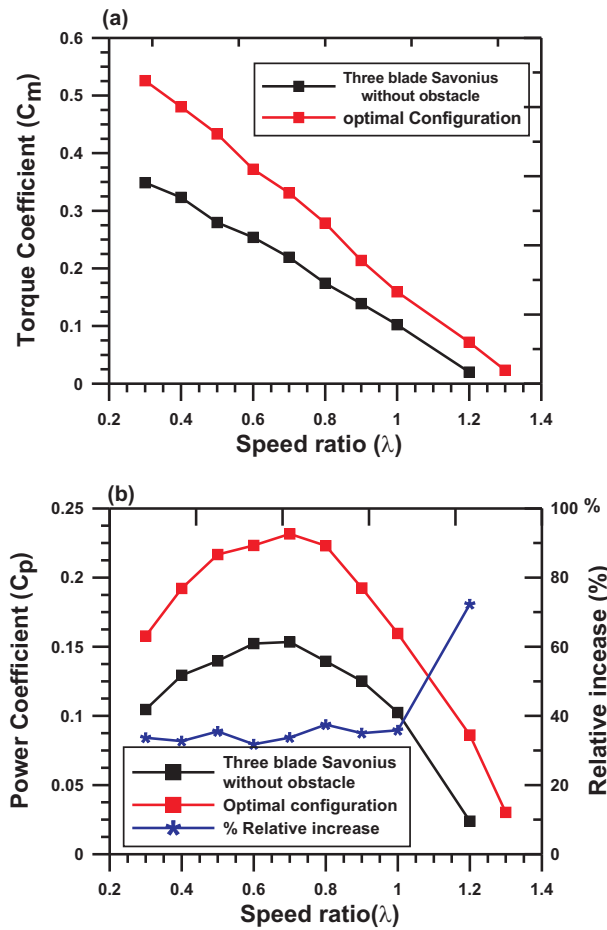 (a)
0.6
0.5
0.4
0.3
0.2
0.1
0
Torque Coefficient (Cm)
Three blade Savonius
without obstacle
optimal Configuration
0.2 0.4 0.6 0.8 1 1.2 1.4
Speed ratio (λ)
(b)
0.25
0.2
0.15
0.1
0.05
0
Power Coefficient (Cp)
100 %
80
60
40
20
0
Relative incease (%)
Three blade Savonius
without obstacle
Optimal configuration
% Relative increase
0.2 0.4 0.6 0.8 1 1.2 1.4
Speed ratio(λ)